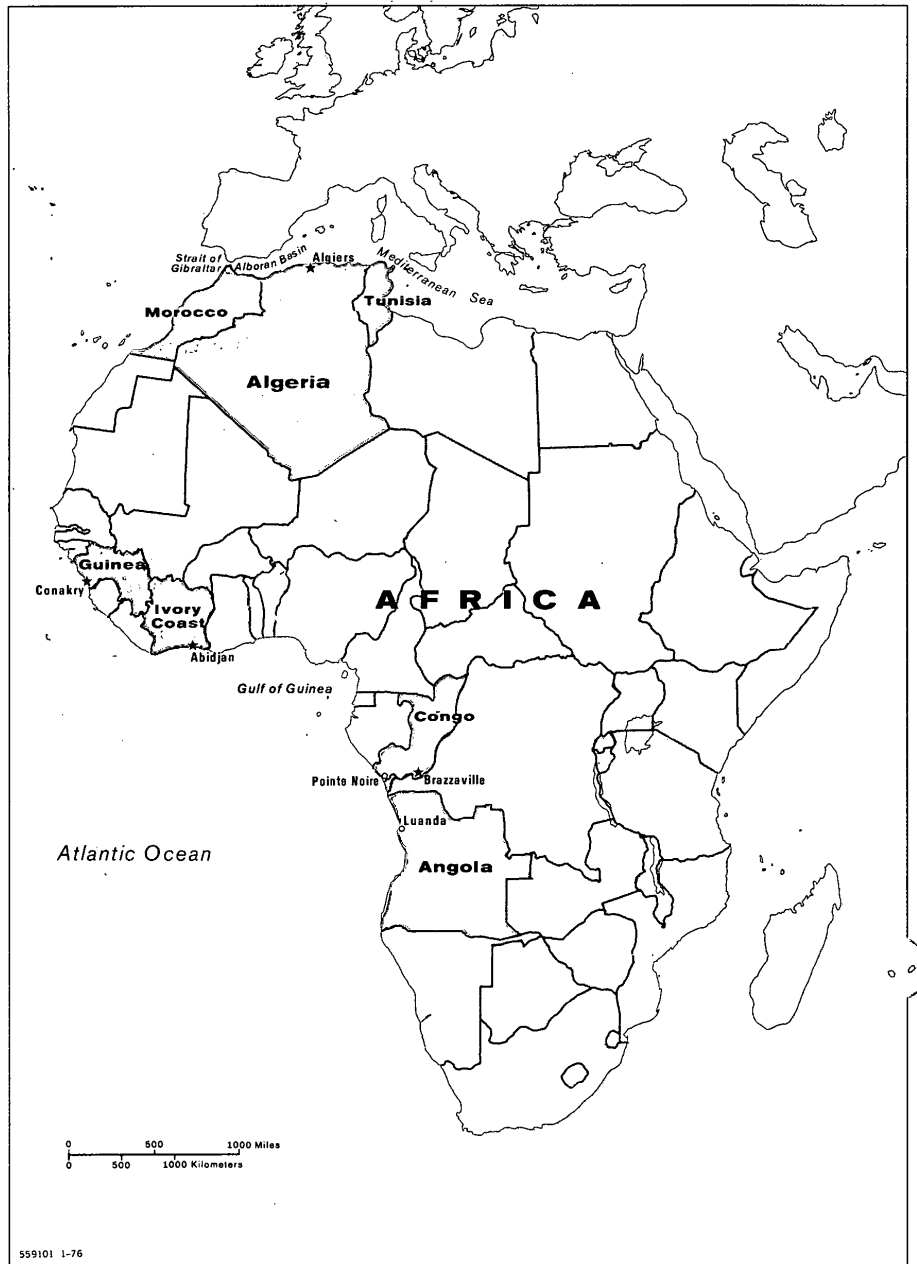 Strait of
Gibraltar
Alboran Basin
Algiers
Mediterranean Sea
Morocco
Tunisia
Algeria
Guinea
Conakry
Ivory
Coast
Abidjan
AFRICA
Gulf of Guinea
Congo
Pointe Noire
Brazzaville
Luanda
Atlantic Ocean
Angola
0 500 1000 Miles
0 500 1000 Kilometers
559101 1-76